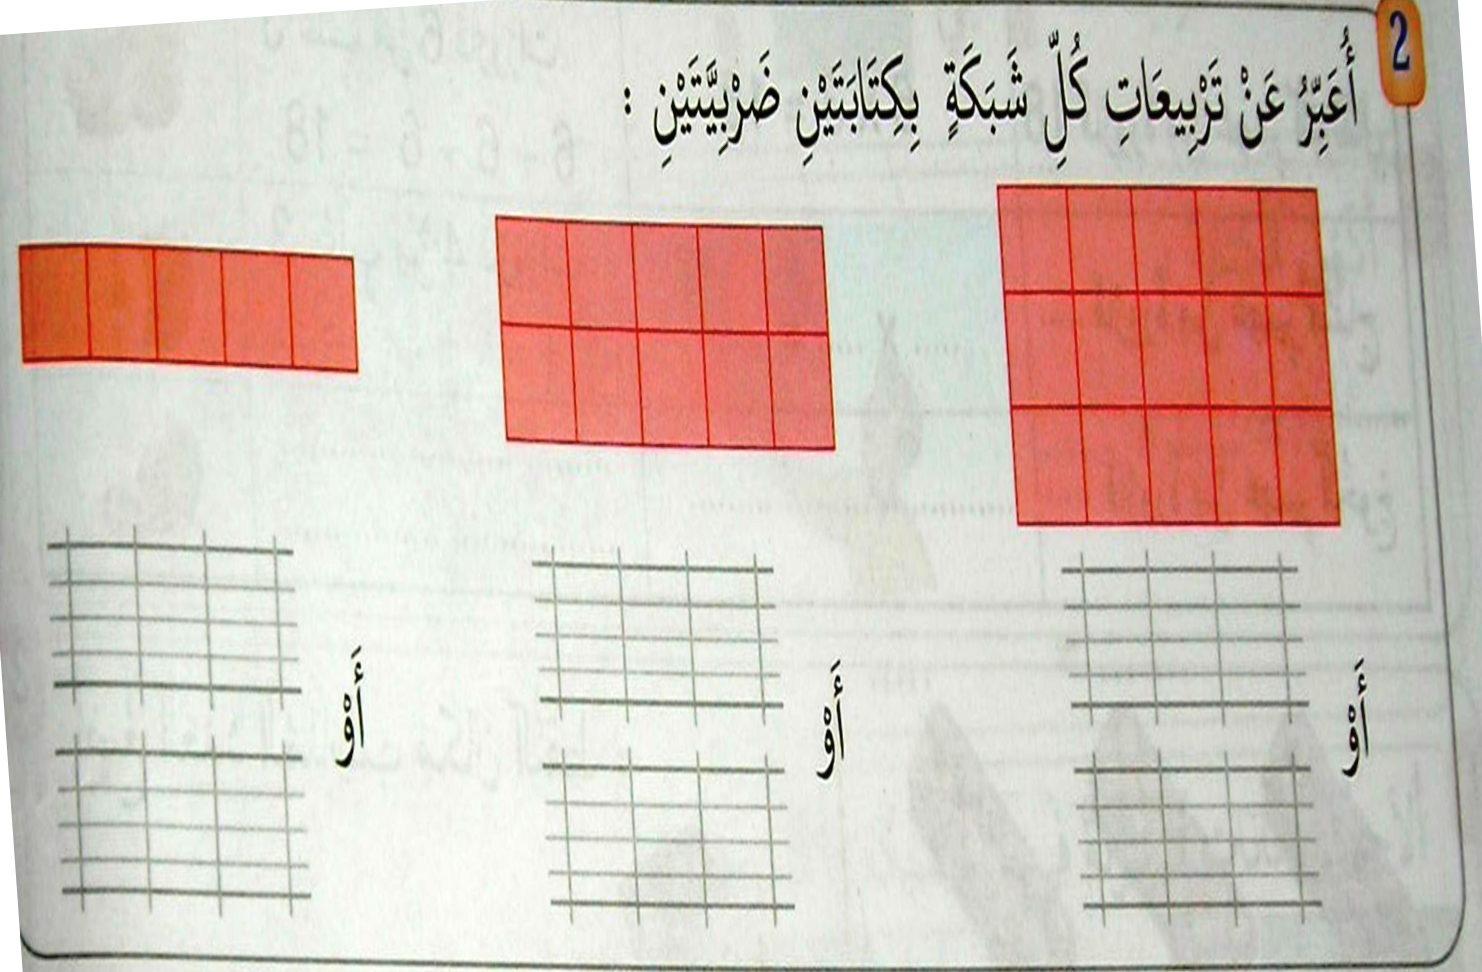 2
أُعَبِّرُ عَنْ تَرْبِيعَاتِ كُلِّ شَبَكَةٍ بِكِتَابَتَيْنِ ضَرْبِيَّتَيْنِ :
أَوْ
أَوْ
أَوْ